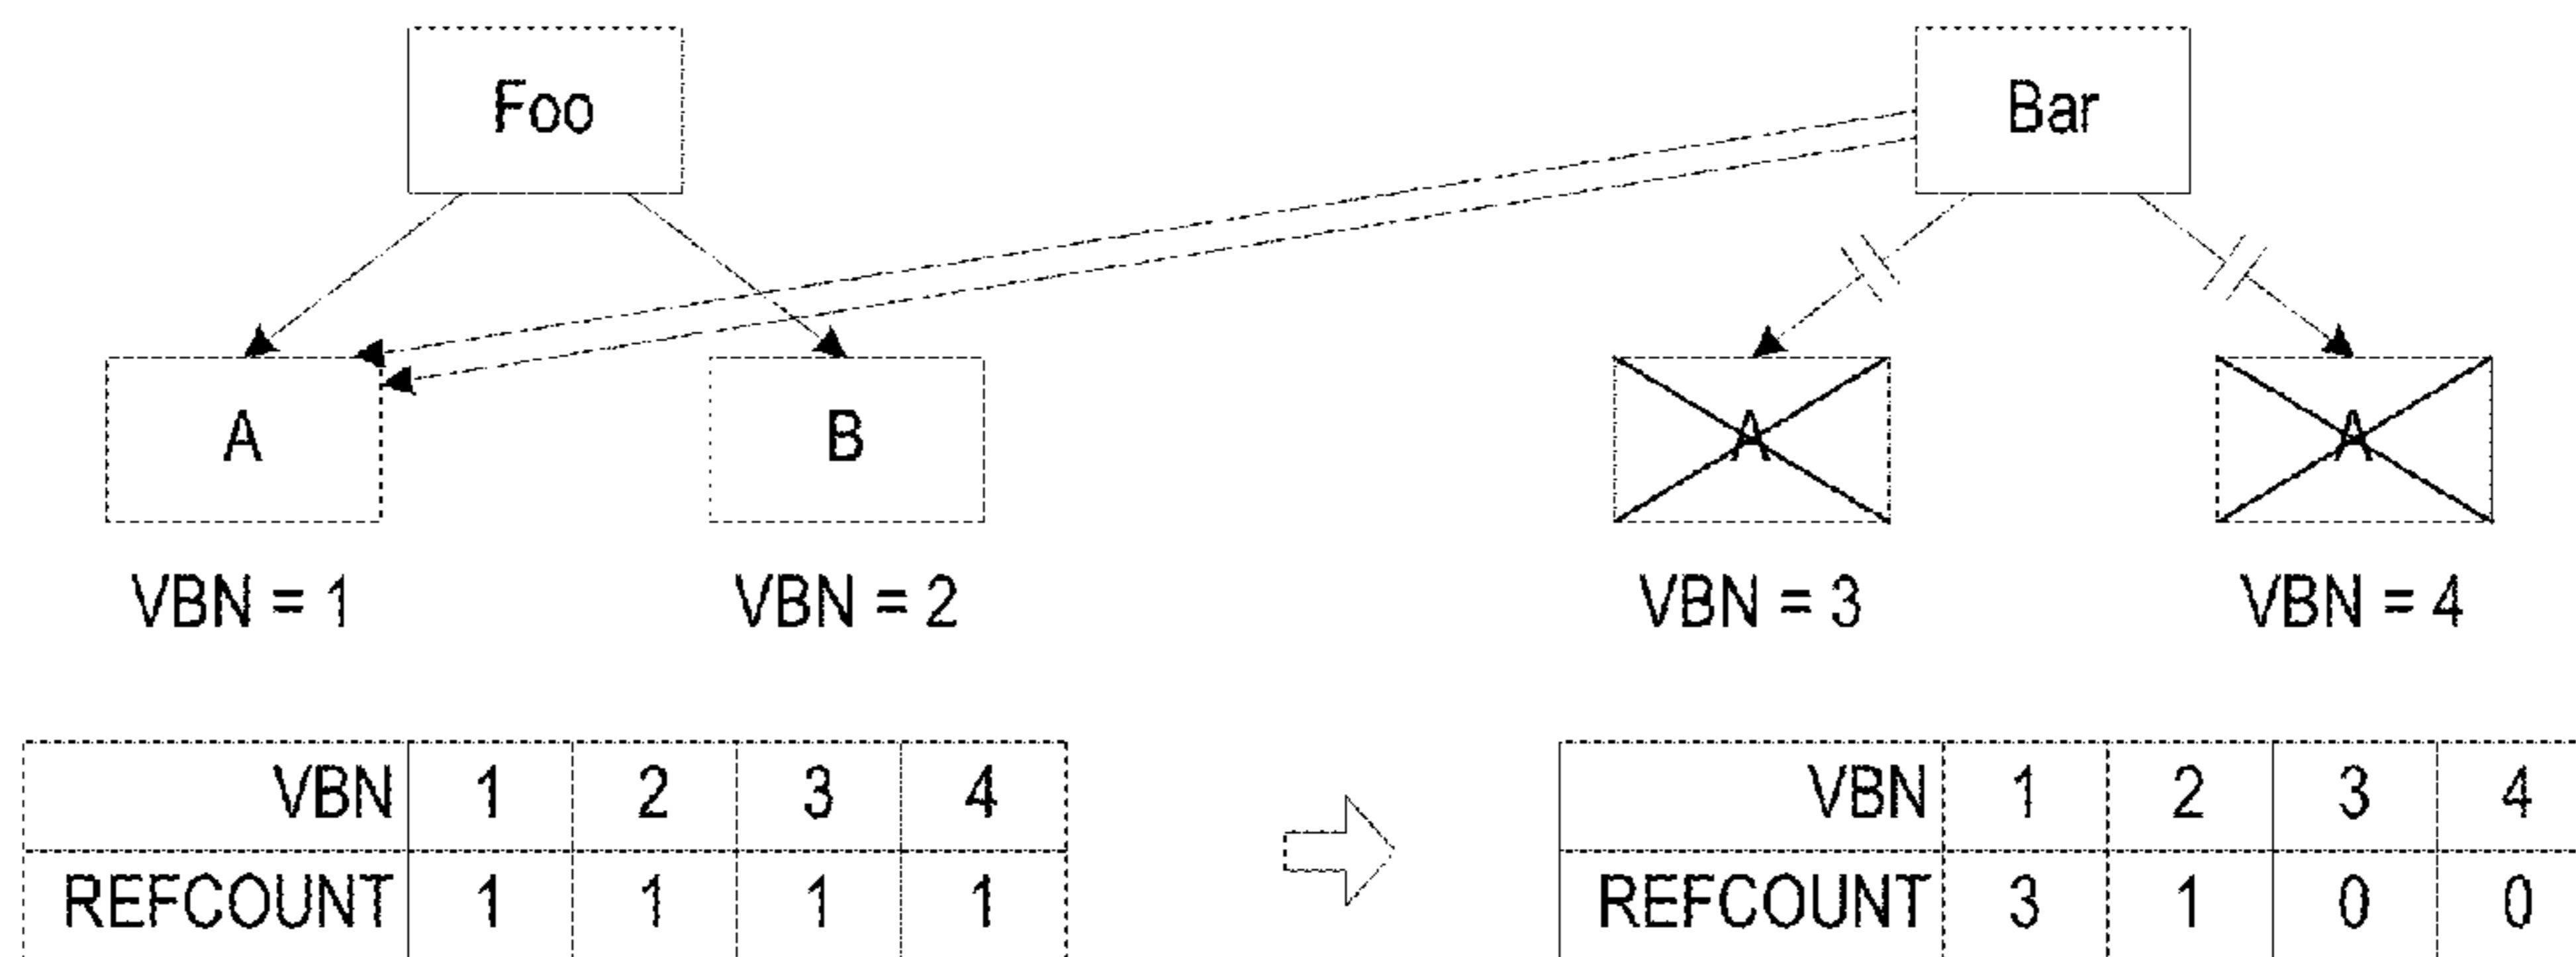 Foo Bar
A B A A
VBN = 1 VBN = 2 VBN = 3 VBN = 4
VBN 1 2 3 4 VBN 1 2 3 4
REFCOUNT 1 1 1 1 REFCOUNT 3 1 0 0